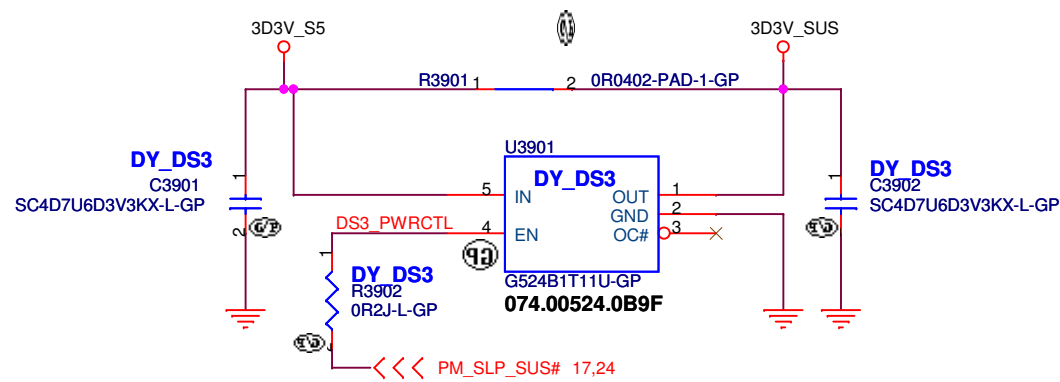 3D3V_S5
3D3V_SUS
R3901 1 2 0R0402-PAD-1-GP
U3901
DY_DS3
C3901
SC4D7U6D3V3KX-L-GP
1
2
DY_DS3
5 IN
OUT 1
GND 2
DS3_PWRCTL 4 EN
OC# 3
G524B1T11U-GP
074.00524.0B9F
DY_DS3
C3902
SC4D7U6D3V3KX-L-GP
1
1
DY_DS3
R3902
0R2J-L-GP
PM_SLP_SUS# 17,24